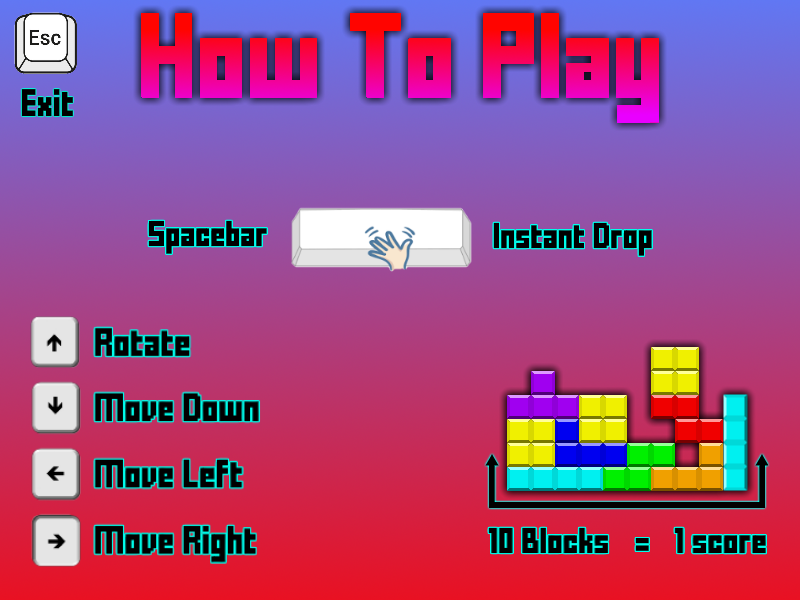 Esc
How To Play
Exit
Spacebar
Instant Drop
Rotate
Move Down
Move Left
Move Right
10 Blocks = 1 score